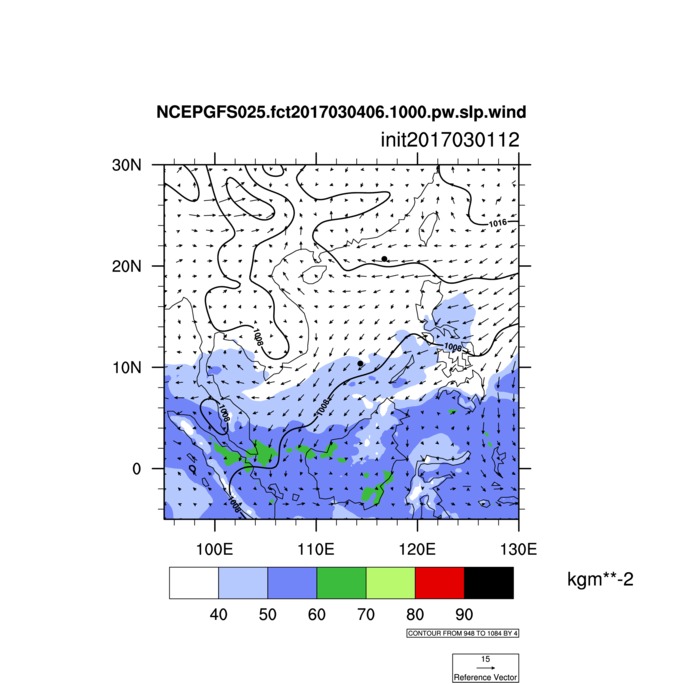 NCEPGFS025.fct2017030406.1000.pw.slp.wind
init2017030112
30N
1016
20N
1008
1008
10N
1008
1008
0
1008
100E 110E 120E 130E
kgm**-2
40 50 60 70 80 90
CONTOUR FROM 948 TO 1084 BY 4
15
Reference Vector